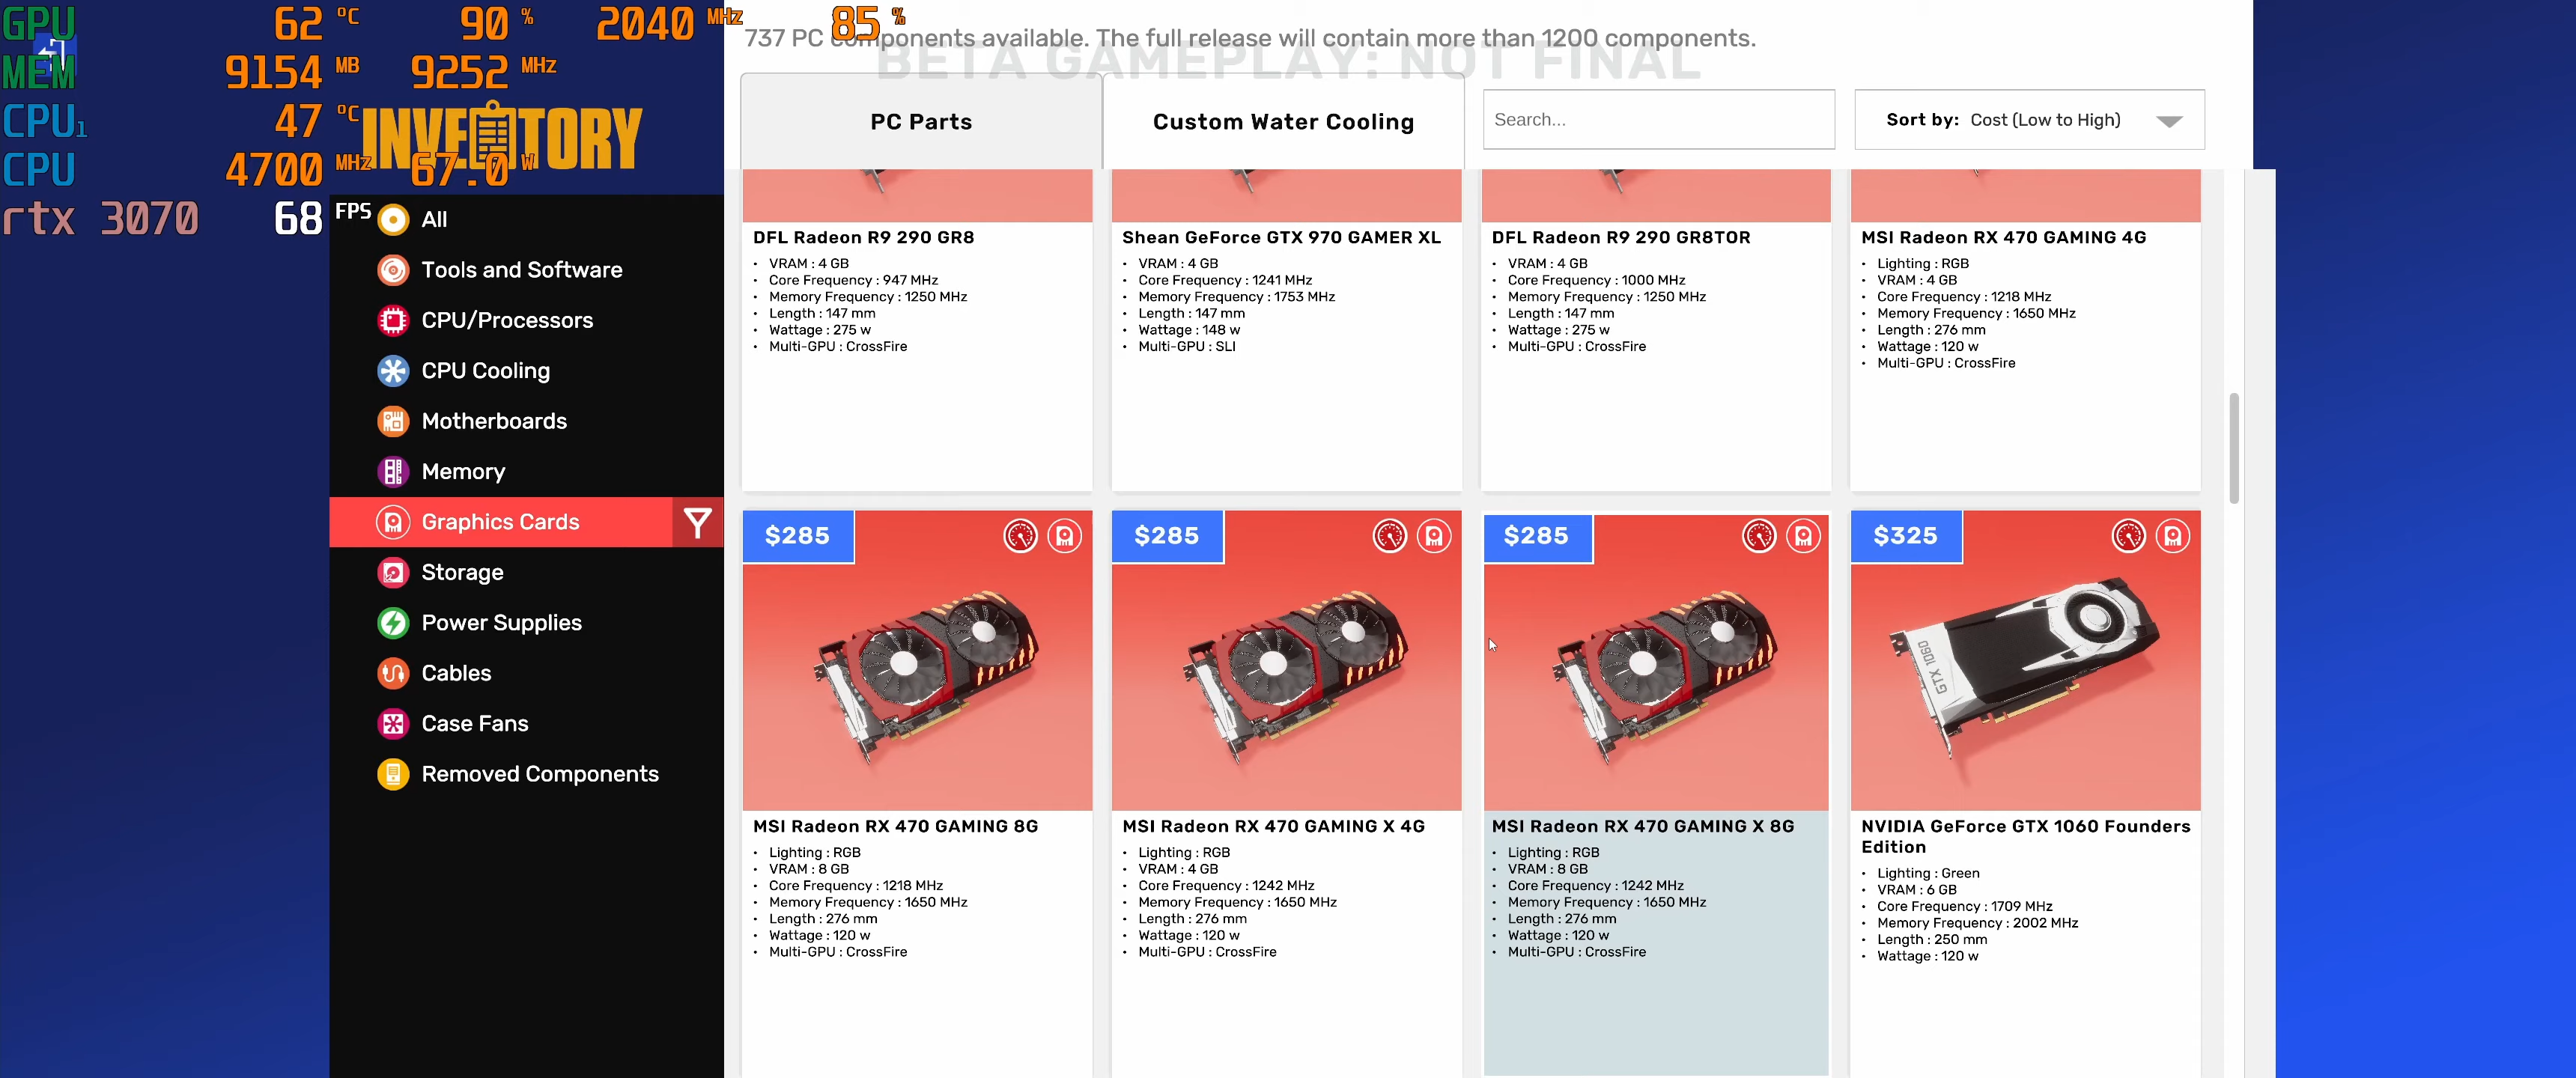 GPU 62 °C 90 % 2040 MHz 85 %
MEM 9154 MB 9252 MHz
CPU1 47 °C
CPU 4700 MHz 67.0 W
rtx 3070 68 FPS
737 PC components available. The full release will contain more than 1200 components.
BETA GAMEPLAY: NOT FINAL
INVENTORY
PC Parts
Custom Water Cooling
Search...
Sort by: Cost (Low to High)
All
Tools and Software
CPU/Processors
CPU Cooling
Motherboards
Memory
Graphics Cards
Storage
Power Supplies
Cables
Case Fans
Removed Components
DFL Radeon R9 290 GR8
• VRAM : 4 GB
• Core Frequency : 947 MHz
• Memory Frequency : 1250 MHz
• Length : 147 mm
• Wattage : 275 w
• Multi-GPU : CrossFire
Shean GeForce GTX 970 GAMER XL
• VRAM : 4 GB
• Core Frequency : 1241 MHz
• Memory Frequency : 1753 MHz
• Length : 147 mm
• Wattage : 148 w
• Multi-GPU : SLI
DFL Radeon R9 290 GR8TOR
• VRAM : 4 GB
• Core Frequency : 1000 MHz
• Memory Frequency : 1250 MHz
• Length : 147 mm
• Wattage : 275 w
• Multi-GPU : CrossFire
MSI Radeon RX 470 GAMING 4G
• Lighting : RGB
• VRAM : 4 GB
• Core Frequency : 1218 MHz
• Memory Frequency : 1650 MHz
• Length : 276 mm
• Wattage : 120 w
• Multi-GPU : CrossFire
$285
MSI Radeon RX 470 GAMING 8G
• Lighting : RGB
• VRAM : 8 GB
• Core Frequency : 1218 MHz
• Memory Frequency : 1650 MHz
• Length : 276 mm
• Wattage : 120 w
• Multi-GPU : CrossFire
$285
MSI Radeon RX 470 GAMING X 4G
• Lighting : RGB
• VRAM : 4 GB
• Core Frequency : 1242 MHz
• Memory Frequency : 1650 MHz
• Length : 276 mm
• Wattage : 120 w
• Multi-GPU : CrossFire
$285
MSI Radeon RX 470 GAMING X 8G
• Lighting : RGB
• VRAM : 8 GB
• Core Frequency : 1242 MHz
• Memory Frequency : 1650 MHz
• Length : 276 mm
• Wattage : 120 w
• Multi-GPU : CrossFire
$325
GTX 1060
NVIDIA GeForce GTX 1060 Founders
Edition
• Lighting : Green
• VRAM : 6 GB
• Core Frequency : 1709 MHz
• Memory Frequency : 2002 MHz
• Length : 250 mm
• Wattage : 120 w